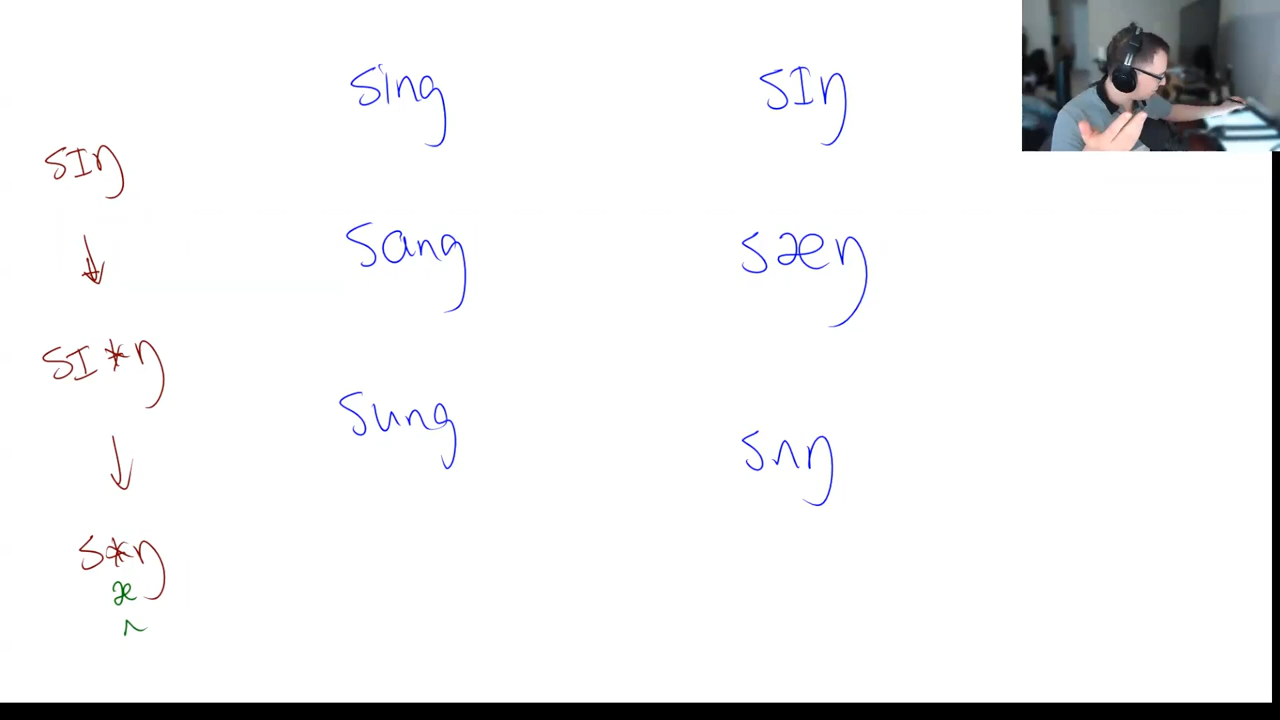 sing sɪŋ
sɪŋ
sang sæŋ
sɪ*ŋ
sung sʌŋ
s*ŋ
æ
ʌ